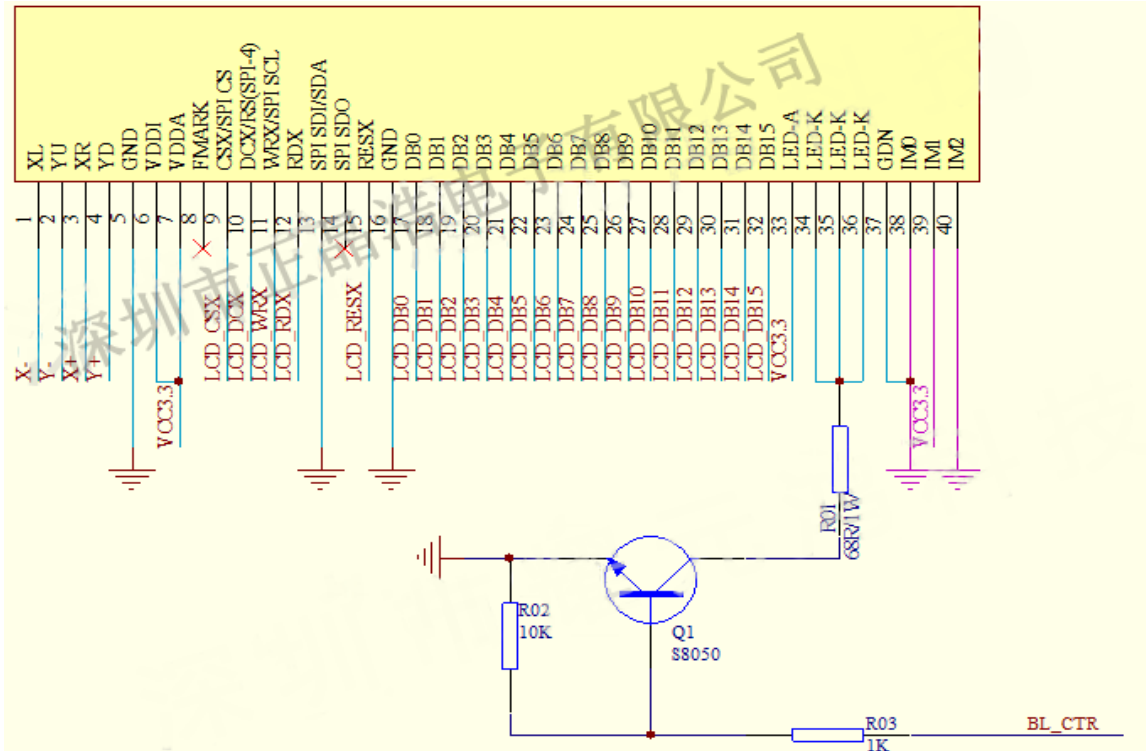 XL
YU
XR
YD
GND
VDDI
VDDA
FMARK
CSX/SPI CS
DCX/RS(SPI-4)
WRX/SPI SCL
RDX
SPI SDI/SDA
SPI SDO
RESX
GND
DB0
DB1
DB2
DB3
DB4
DB5
DB6
DB7
DB8
DB9
DB10
DB11
DB12
DB13
DB14
DB15
LED-A
LED-K
LED-K
LED-K
GDN
IM0
IM1
IM2
1
2
3
4
5
6
7
8
9
10
11
12
13
14
15
16
17
18
19
20
21
22
23
24
25
26
27
28
29
30
31
32
33
34
35
36
37
38
39
40
X-
Y-
X+
Y+
VCC3.3
LCD_CSX
LCD_DCX
LCD_WRX
LCD_RDX
LCD_RESX
LCD_DB0
LCD_DB1
LCD_DB2
LCD_DB3
LCD_DB4
LCD_DB5
LCD_DB6
LCD_DB7
LCD_DB8
LCD_DB9
LCD_DB10
LCD_DB11
LCD_DB12
LCD_DB13
LCD_DB14
LCD_DB15
VCC3.3
VCC3.3
深圳市正晶浩电子有限公司
R01
68R/1W
R02
10K
Q1
S8050
R03
1K
BL_CTR